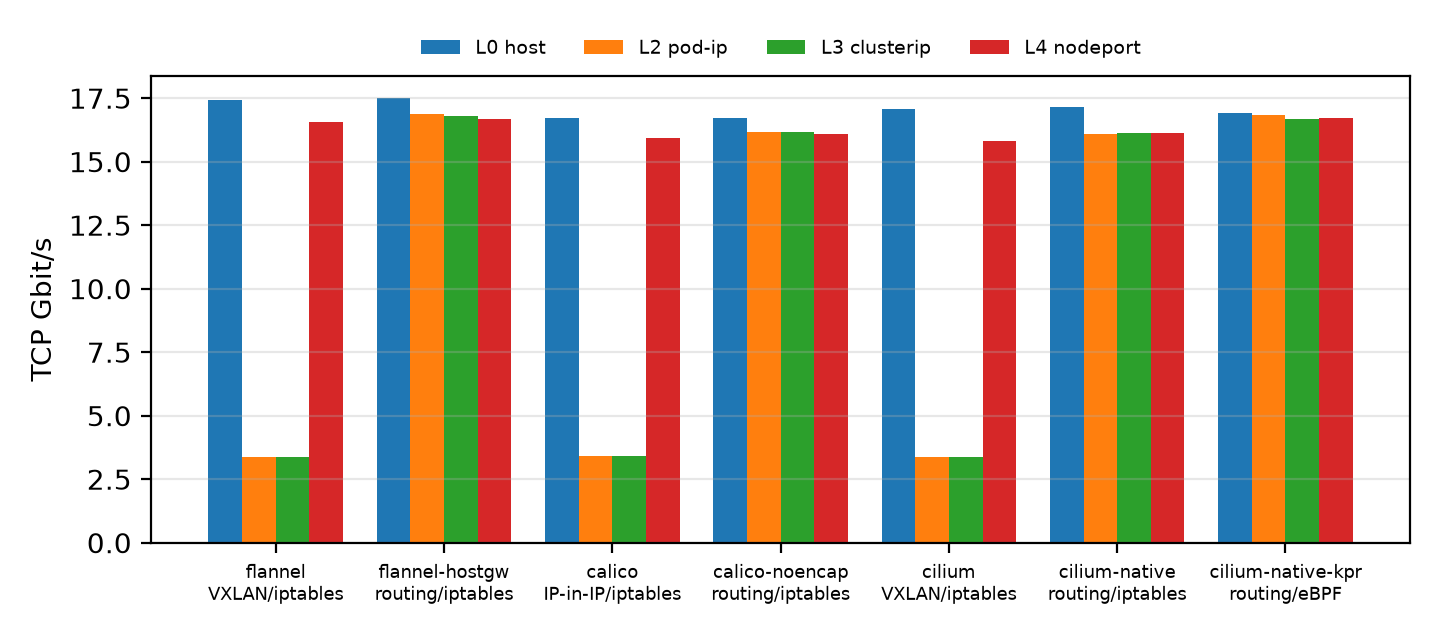 L0 host L2 pod-ip L3 clusterip L4 nodeport
TCP Gbit/s
17.5
15.0
12.5
10.0
7.5
5.0
2.5
0.0
flannel flannel-hostgw calico calico-noencap cilium cilium-native cilium-native-kpr
VXLAN/iptables routing/iptables IP-in-IP/iptables routing/iptables VXLAN/iptables routing/iptables routing/eBPF